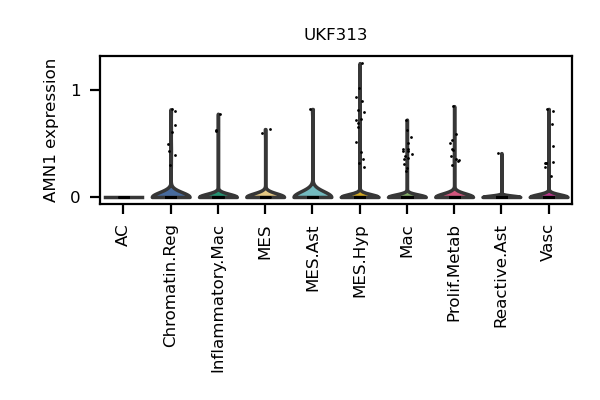 UKF313
AMN1 expression
1
0
AC
Chromatin.Reg
Inflammatory.Mac
MES
MES.Ast
MES.Hyp
Mac
Prolif.Metab
Reactive.Ast
Vasc